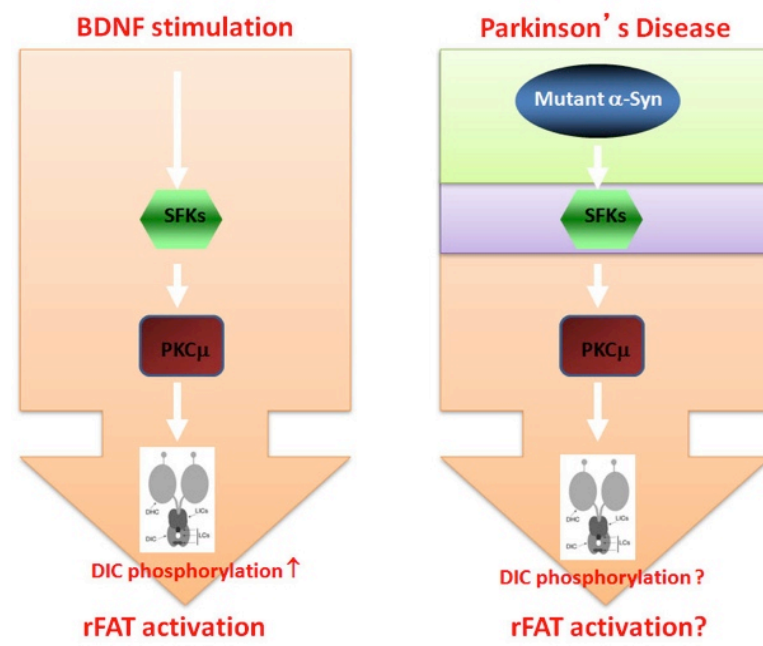 BDNF stimulation
SFKs
PKCμ
DHC
LICs
DIC
LCs
DIC phosphorylation ↑
rFAT activation
Parkinson’s Disease
Mutant α-Syn
SFKs
PKCμ
DHC
LICs
DIC
LCs
DIC phosphorylation ?
rFAT activation?